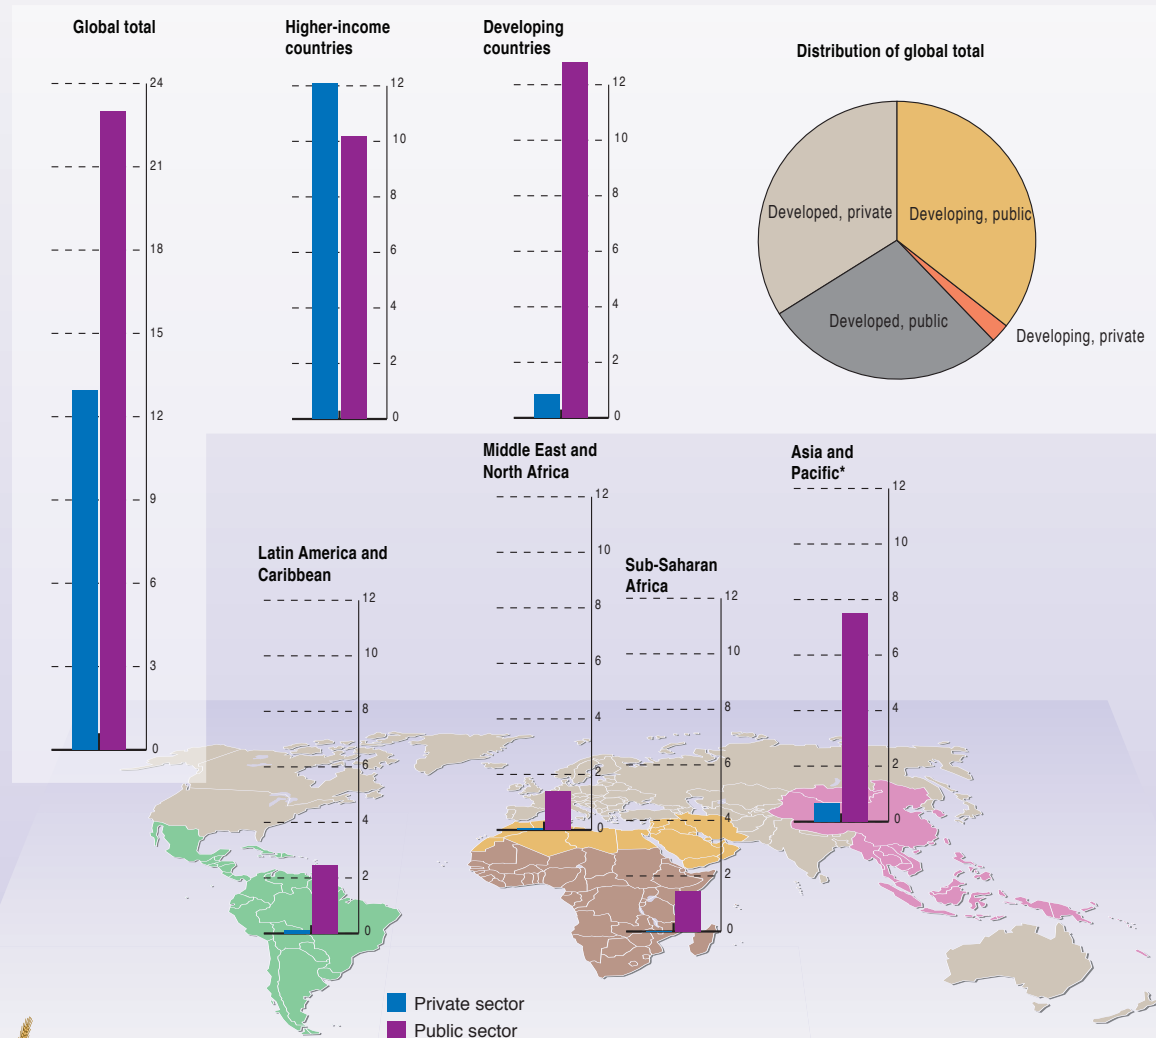 Global total
24
21
18
15
12
9
6
3
0
Higher-income
countries
12
10
8
6
4
2
0
Developing
countries
12
10
8
6
4
2
0
Distribution of global total
Developed, private
Developing, public
Developed, public
Developing, private
Latin America and
Caribbean
12
10
8
6
4
2
0
Middle East and
North Africa
12
10
8
6
4
2
0
Sub-Saharan
Africa
12
10
8
6
4
2
0
Asia and
Pacific*
12
10
8
6
4
2
0
Private sector
Public sector